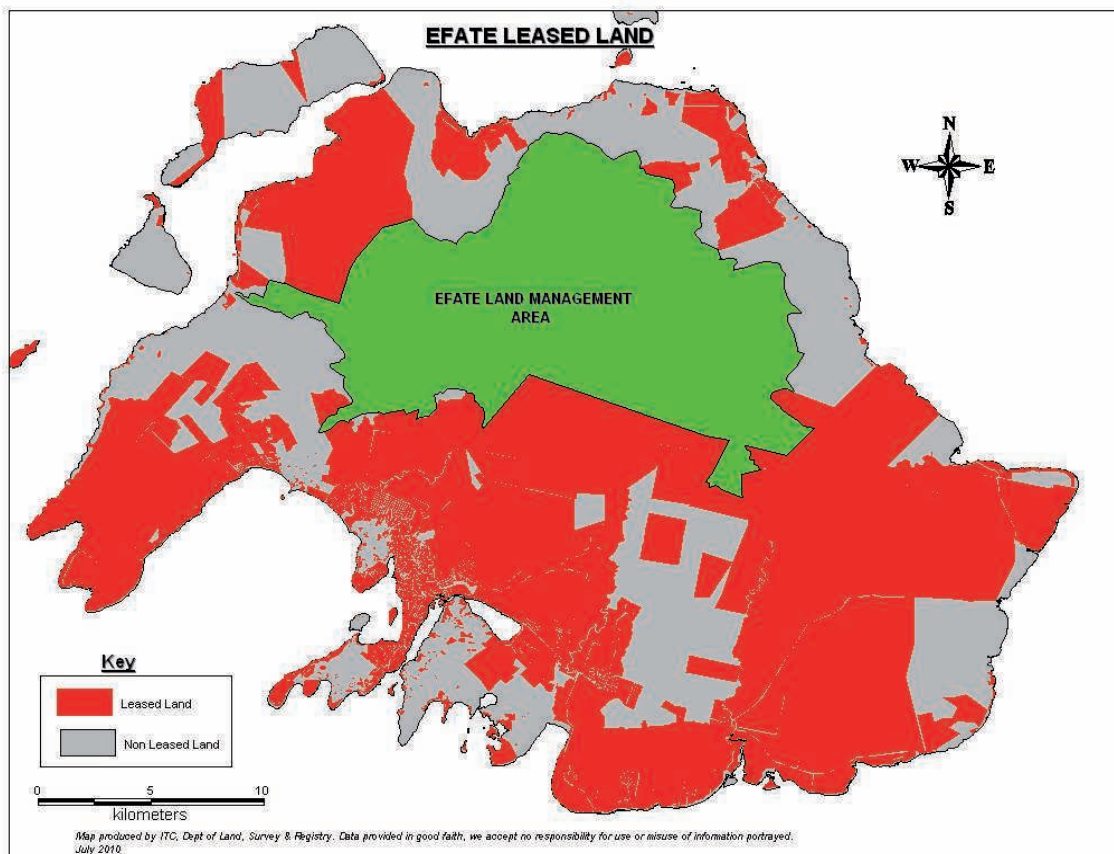 EFATE LEASED LAND
N
W E
S
EFATE LAND MANAGEMENT
AREA
Key
Leased Land
Non Leased Land
0 5 10
kilometers
Map produced by ITC, Dept of Land, Survey & Registry. Data provided in good faith, we accept no responsibility for use or misuse of information portrayed.
July 2010